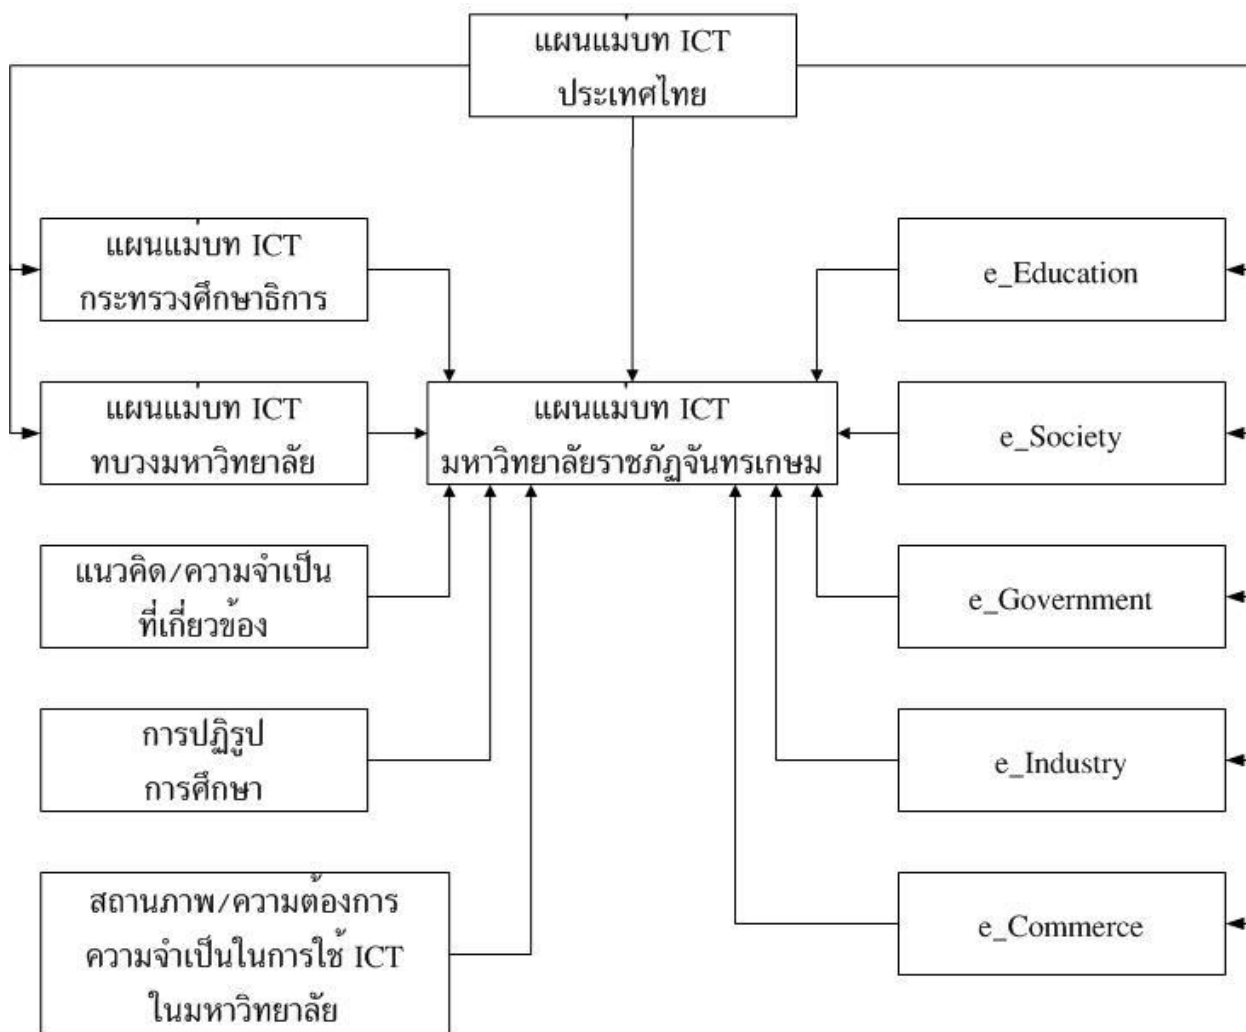 แผนแม่บท ICT
ประเทศไทย
แผนแม่บท ICT
กระทรวงศึกษาธิการ
e_Education
แผนแม่บท ICT
ทบวงมหาวิทยาลัย
แผนแม่บท ICT
มหาวิทยาลัยราชภัฏจันทรเกษม
e_Society
แนวคิด/ความจำเป็น
ที่เกี่ยวข้อง
e_Government
การปฏิรูป
การศึกษา
e_Industry
สถานภาพ/ความต้องการ
ความจำเป็นในการใช้ ICT
ในมหาวิทยาลัย
e_Commerce